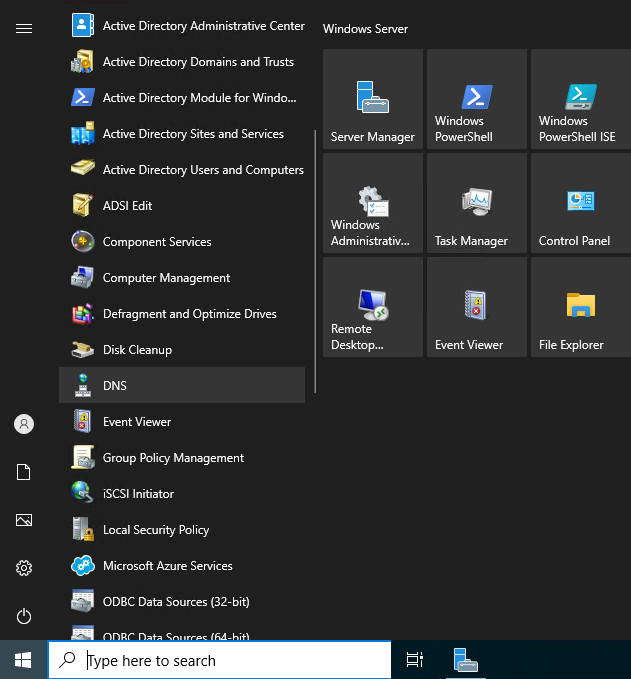 Active Directory Administrative Center
Active Directory Domains and Trusts
Active Directory Module for Windo...
Active Directory Sites and Services
Active Directory Users and Computers
ADSI Edit
Component Services
Computer Management
Defragment and Optimize Drives
Disk Cleanup
DNS
Event Viewer
Group Policy Management
iSCSI Initiator
Local Security Policy
Microsoft Azure Services
ODBC Data Sources (32-bit)
ODBC Data Sources (64-bit)
Windows Server
Server Manager
Windows
PowerShell
Windows
PowerShell ISE
Windows
Administrativ...
Task Manager
Control Panel
Remote
Desktop...
Event Viewer
File Explorer
Type here to search